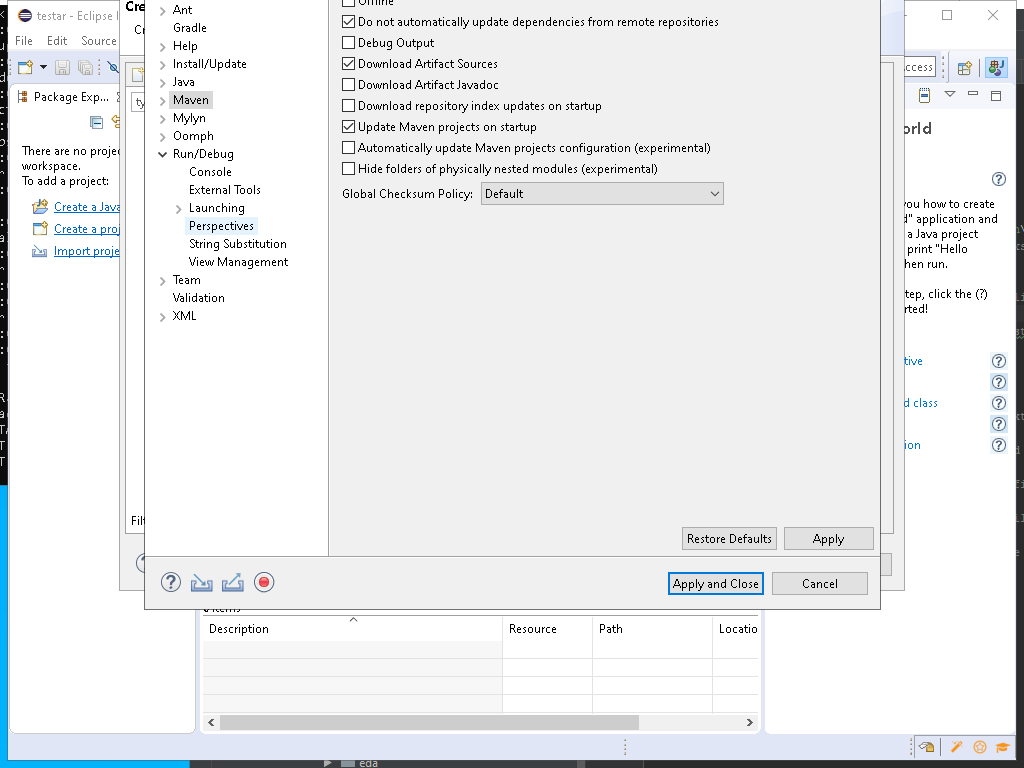 testar - Eclipse I
File Edit Source
Package Exp...
There are no proje
workspace.
To add a project:
Create a Java
Create a proj
Import proje
Cre
Cr
ty
Filt
Ant
Gradle
Help
Install/Update
Java
Maven
Mylyn
Oomph
Run/Debug
Console
External Tools
Launching
Perspectives
String Substitution
View Management
Team
Validation
XML
Offline
Do not automatically update dependencies from remote repositories
Debug Output
Download Artifact Sources
Download Artifact Javadoc
Download repository index updates on startup
Update Maven projects on startup
Automatically update Maven projects configuration (experimental)
Hide folders of physically nested modules (experimental)
Global Checksum Policy: Default
Restore Defaults Apply
Apply and Close Cancel
ccess
orld
you how to create
d" application and
a Java project
print "Hello
hen run.
tep, click the (?)
rted!
tive
d class
ion
items
Description Resource Path Locatio
eda